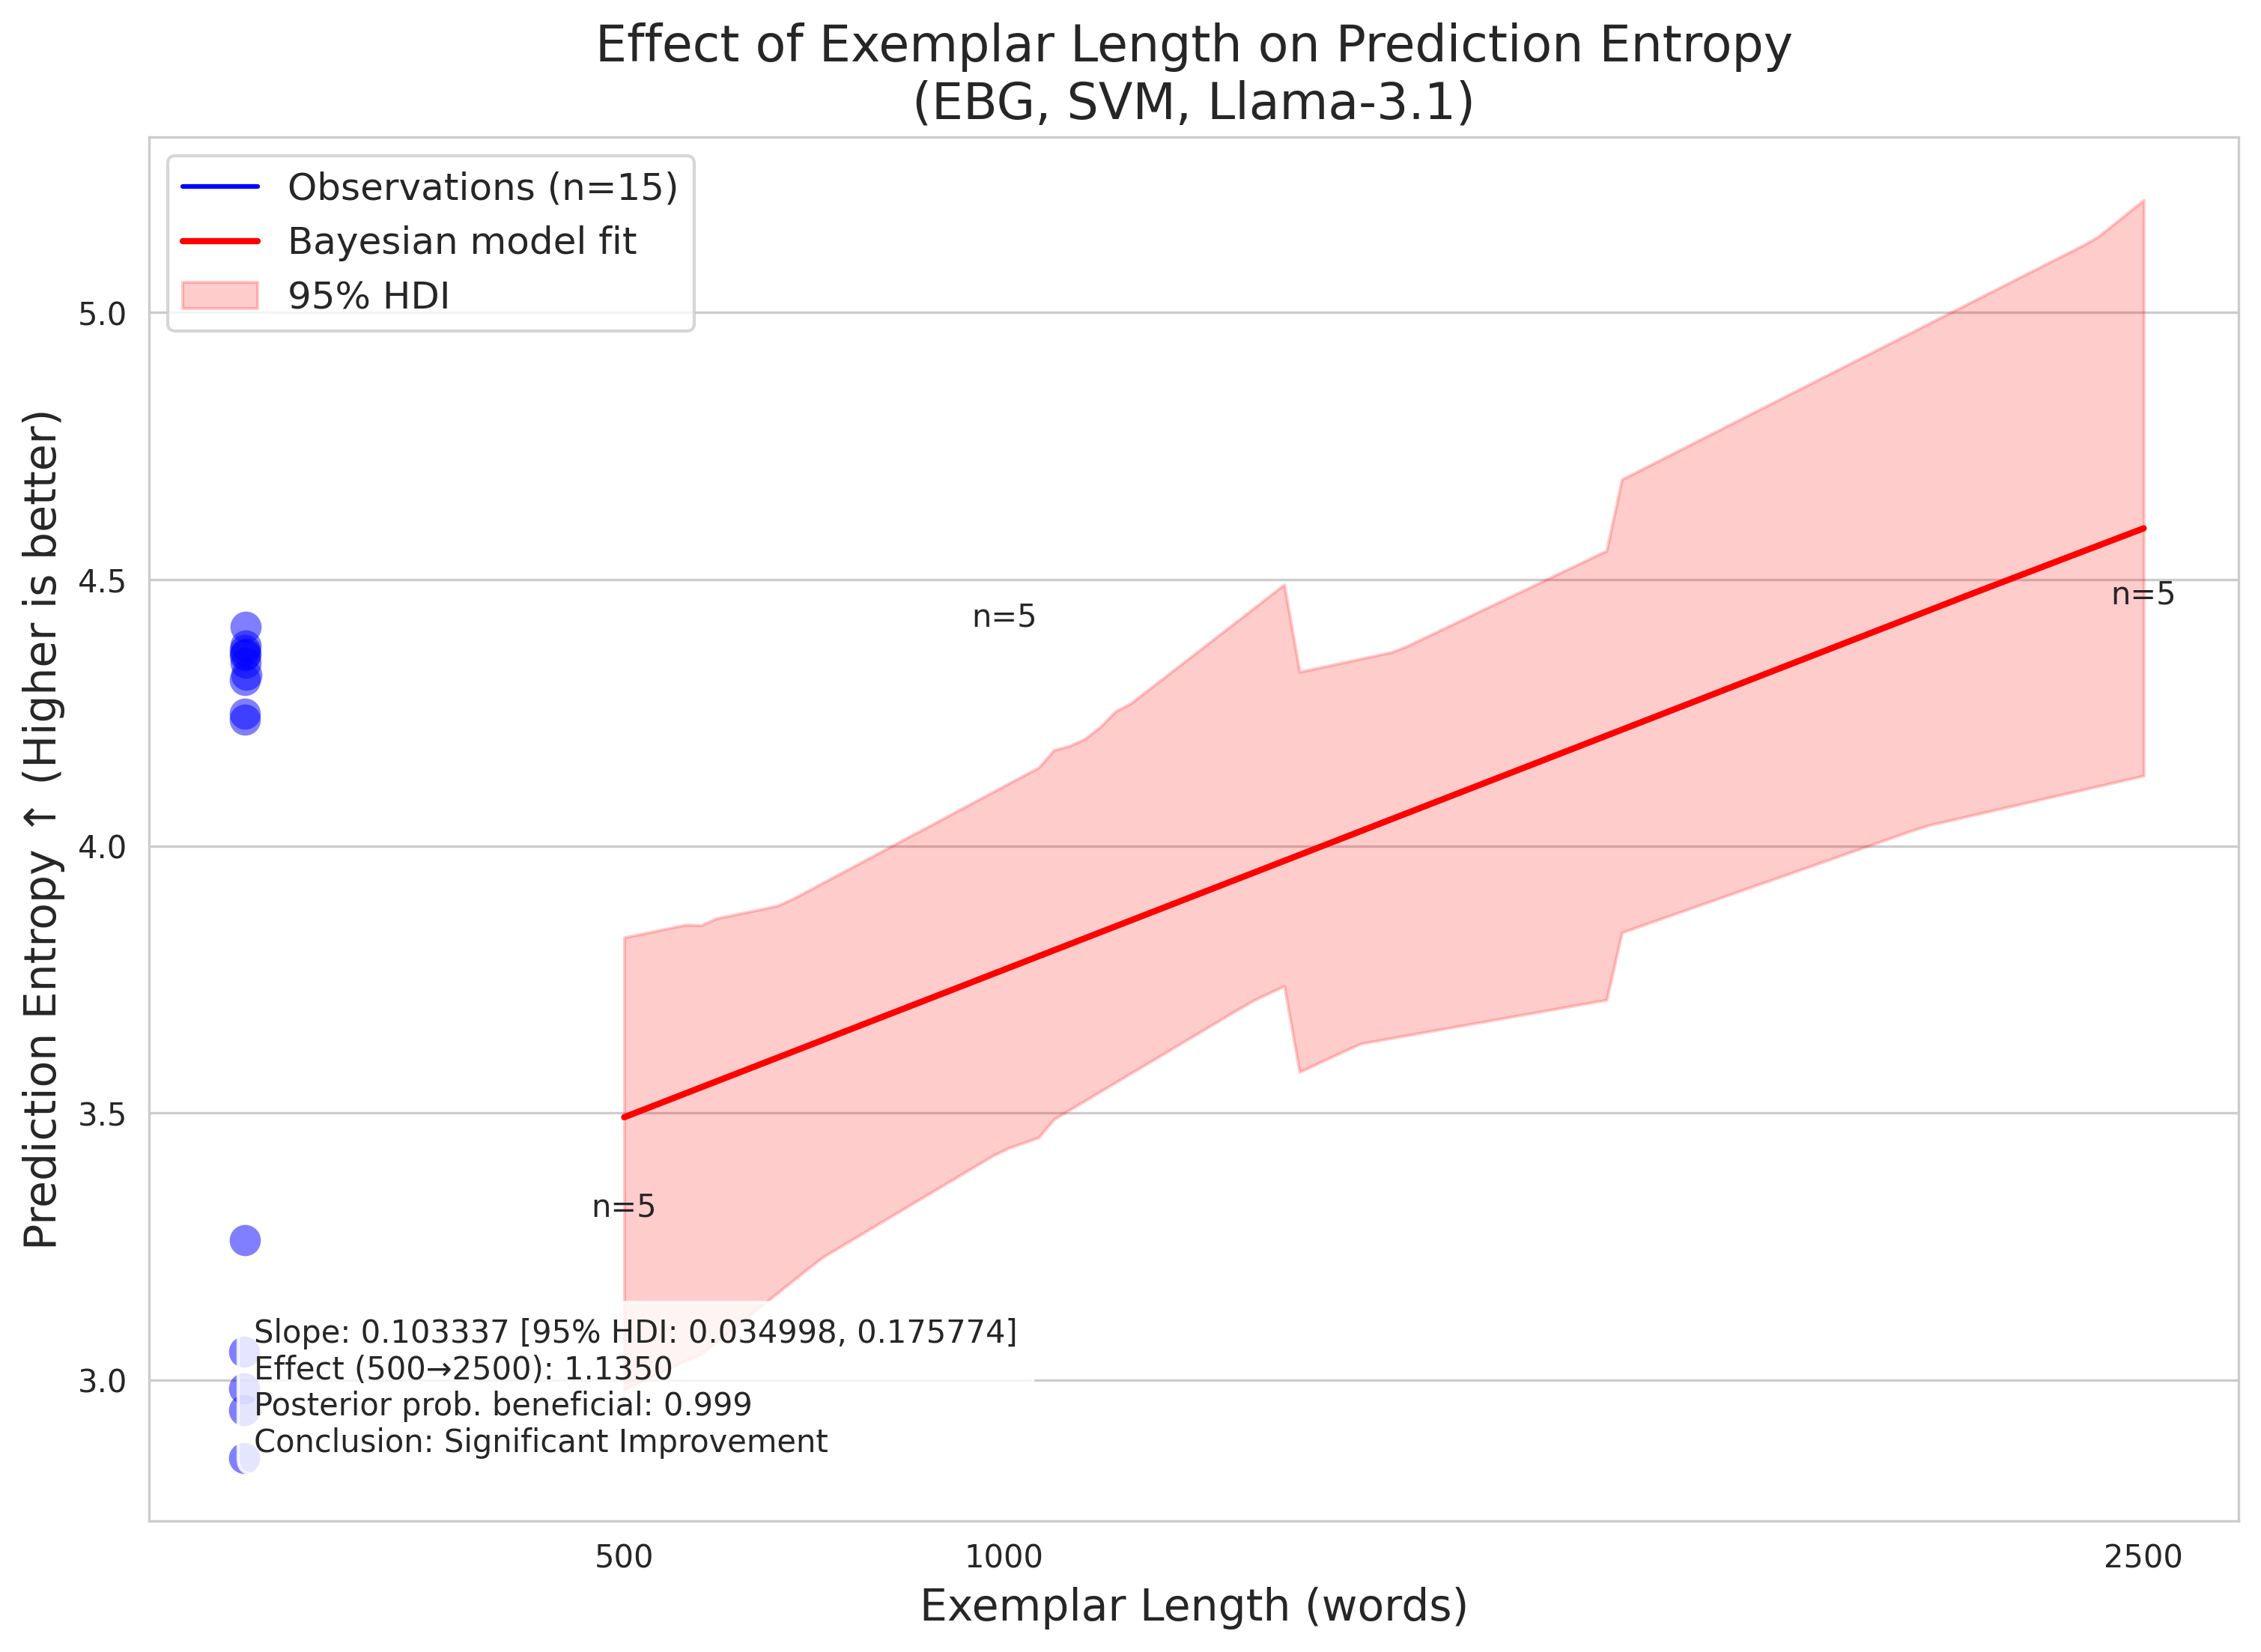 Effect of Exemplar Length on Prediction Entropy
(EBG, SVM, Llama-3.1)
Observations (n=15)
Bayesian model fit
95% HDI
Prediction Entropy ↑ (Higher is better)
5.0
4.5
4.0
3.5
3.0
n=5
n=5
n=5
Slope: 0.103337 [95% HDI: 0.034998, 0.175774]
Effect (500→2500): 1.1350
Posterior prob. beneficial: 0.999
Conclusion: Significant Improvement
500
1000
2500
Exemplar Length (words)